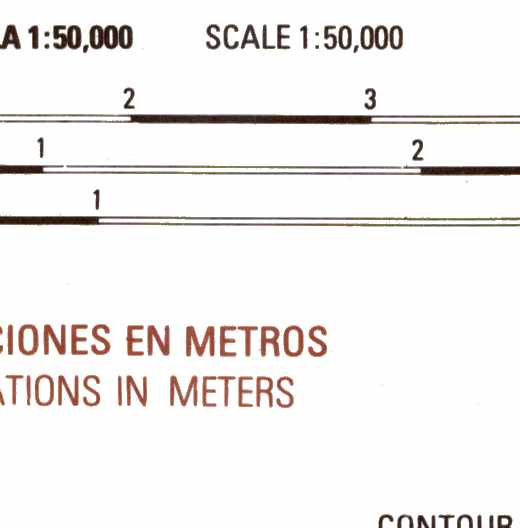 A 1:50,000 SCALE 1:50,000
2 3
1 2
1
CIONES EN METROS
ATIONS IN METERS
CONTOUR